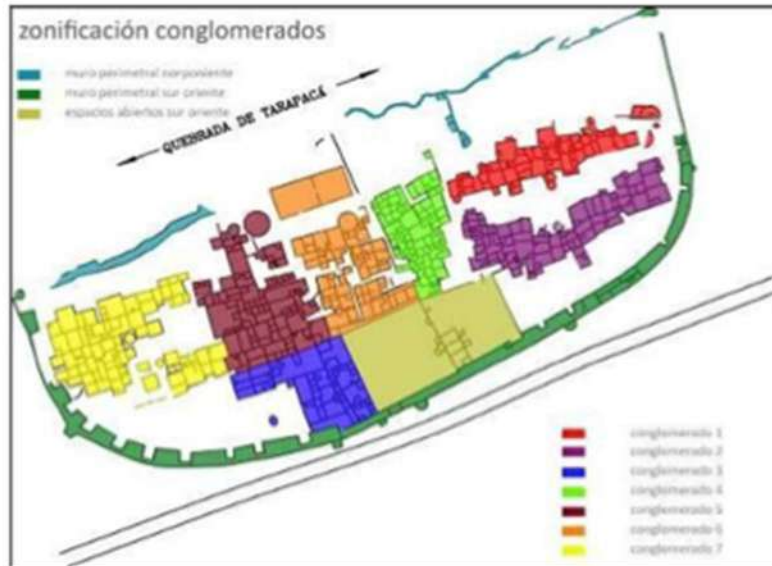 zonificación conglomerados
muro perimetral norponiente
muro perimetral sur oriente
espacios abiertos sur oriente
QUEBRADA DE TARAPACÁ
conglomerado 1
conglomerado 2
conglomerado 3
conglomerado 4
conglomerado 5
conglomerado 6
conglomerado 7